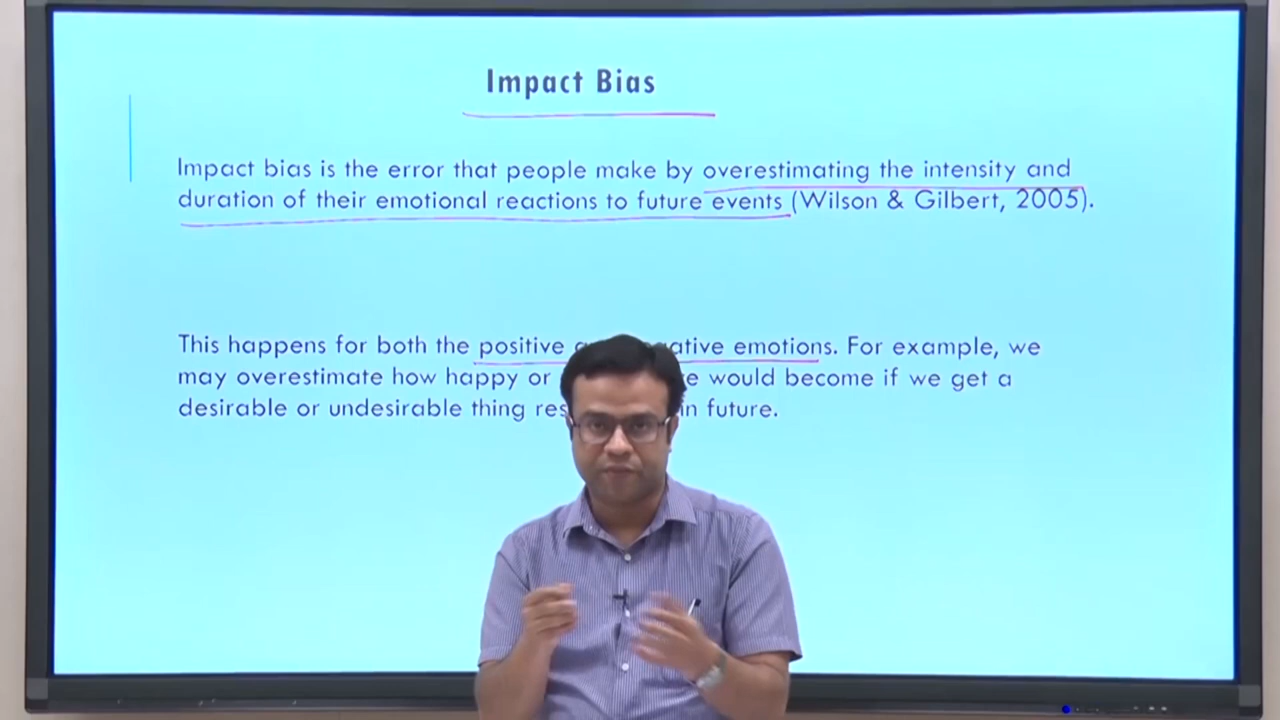 Impact Bias
Impact bias is the error that people make by overestimating the intensity and
duration of their emotional reactions to future events (Wilson & Gilbert, 2005).
This happens for both the positive ative emotions. For example, we
may overestimate how happy or would become if we get a
desirable or undesirable thing in future.